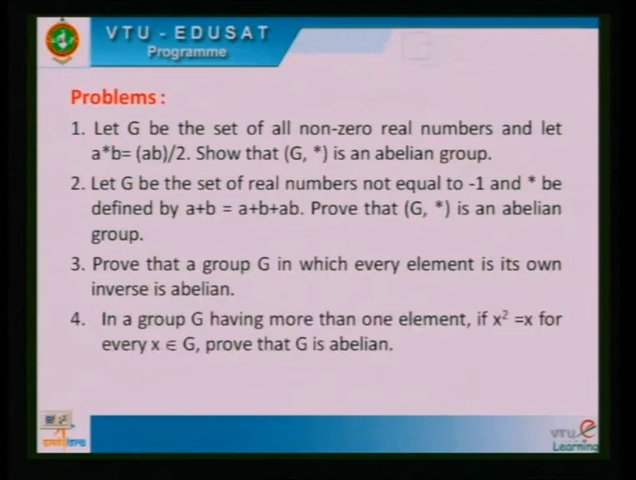 VTU - EDUSAT
Programme
Problems :
1. Let G be the set of all non-zero real numbers and let
a*b= (ab)/2. Show that (G, *) is an abelian group.
2. Let G be the set of real numbers not equal to -1 and * be
defined by a+b = a+b+ab. Prove that (G, *) is an abelian
group.
3. Prove that a group G in which every element is its own
inverse is abelian.
4. In a group G having more than one element, if x² =x for
every x ∈ G, prove that G is abelian.
VTU e
Learning